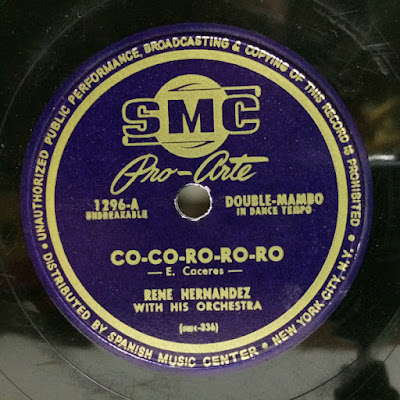 • UNAUTHORIZED PUBLIC PERFORMANCE, BROADCASTING & COPYING OF THIS RECORD IS PROHIBITED
SMC
Pro-Arte
1296-A
UNBREAKABLE
DOUBLE-MAMBO
IN DANCE TEMPO
CO-CO-RO-RO-RO
— E. Caceres —
RENE HERNANDEZ
WITH HIS ORCHESTRA
(smc-336)
• DISTRIBUTED BY SPANISH MUSIC CENTER • NEW YORK CITY, N.Y. •